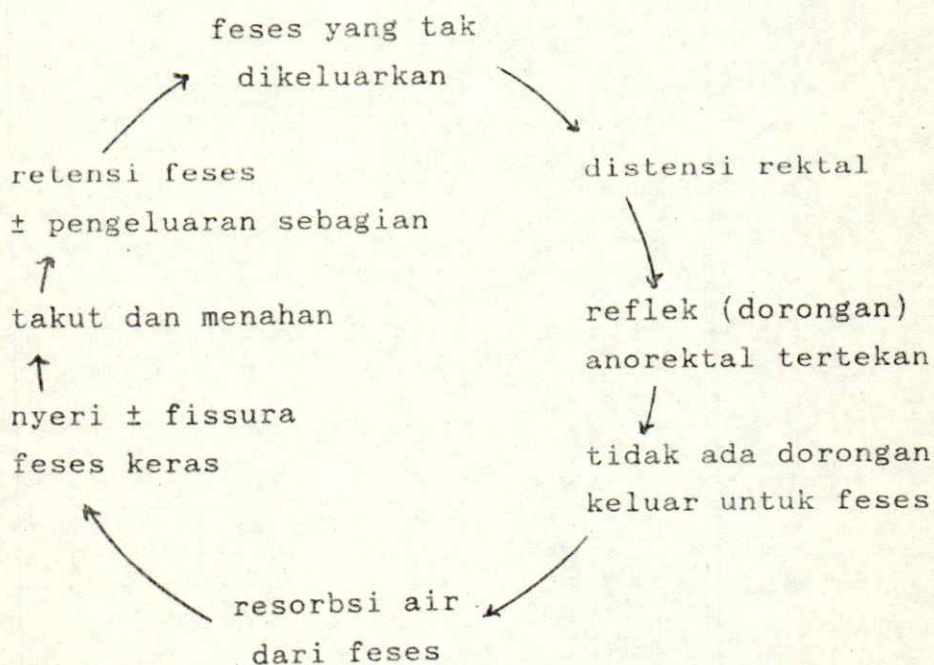 feses yang tak
dikeluarkan
distensi rektal
reflek (dorongan)
anorektal tertekan
tidak ada dorongan
keluar untuk feses
resorbsi air
dari feses
nyeri ± fissura
feses keras
takut dan menahan
retensi feses
± pengeluaran sebagian